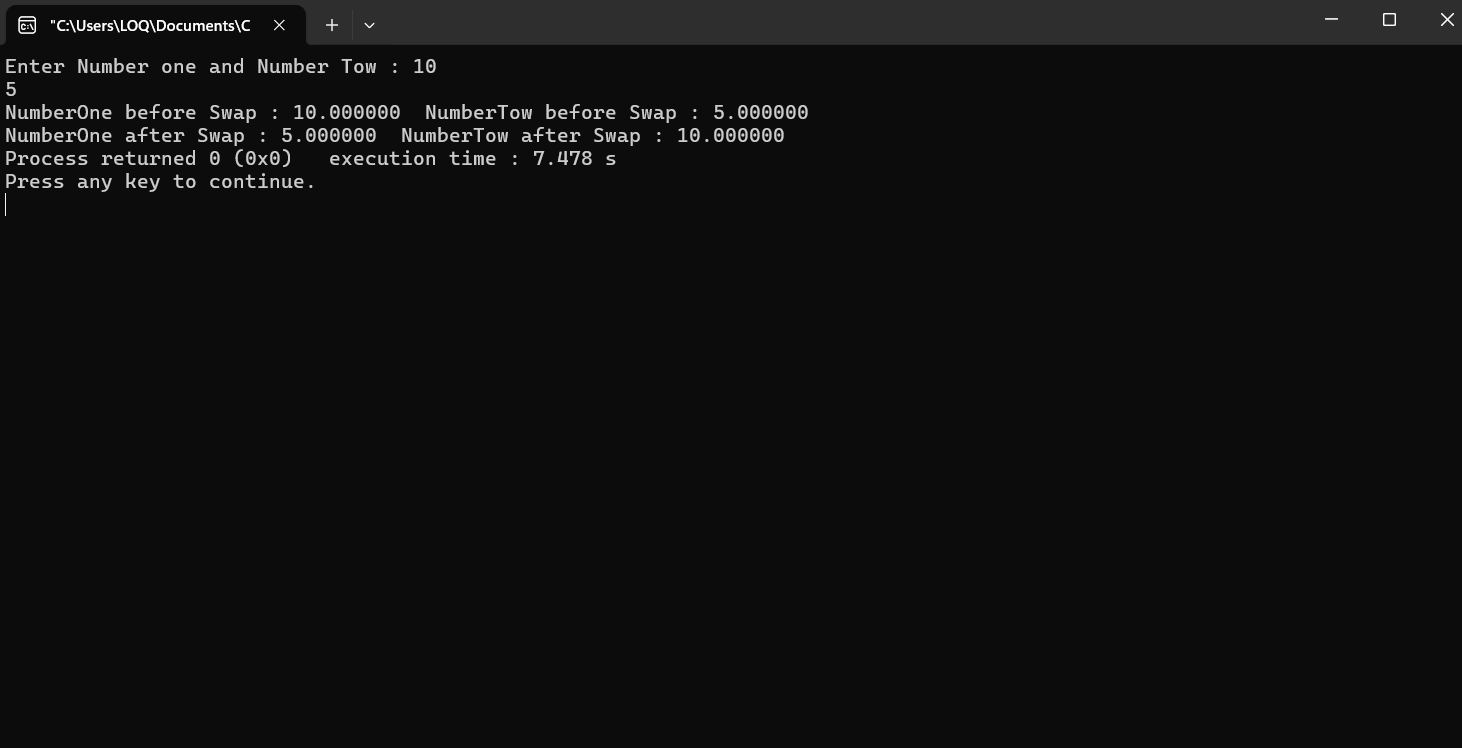 "C:\Users\LOQ\Documents\C
Enter Number one and Number Tow : 10
5
NumberOne before Swap : 10.000000  NumberTow before Swap : 5.000000
NumberOne after Swap : 5.000000  NumberTow after Swap : 10.000000
Process returned 0 (0x0)   execution time : 7.478 s
Press any key to continue.